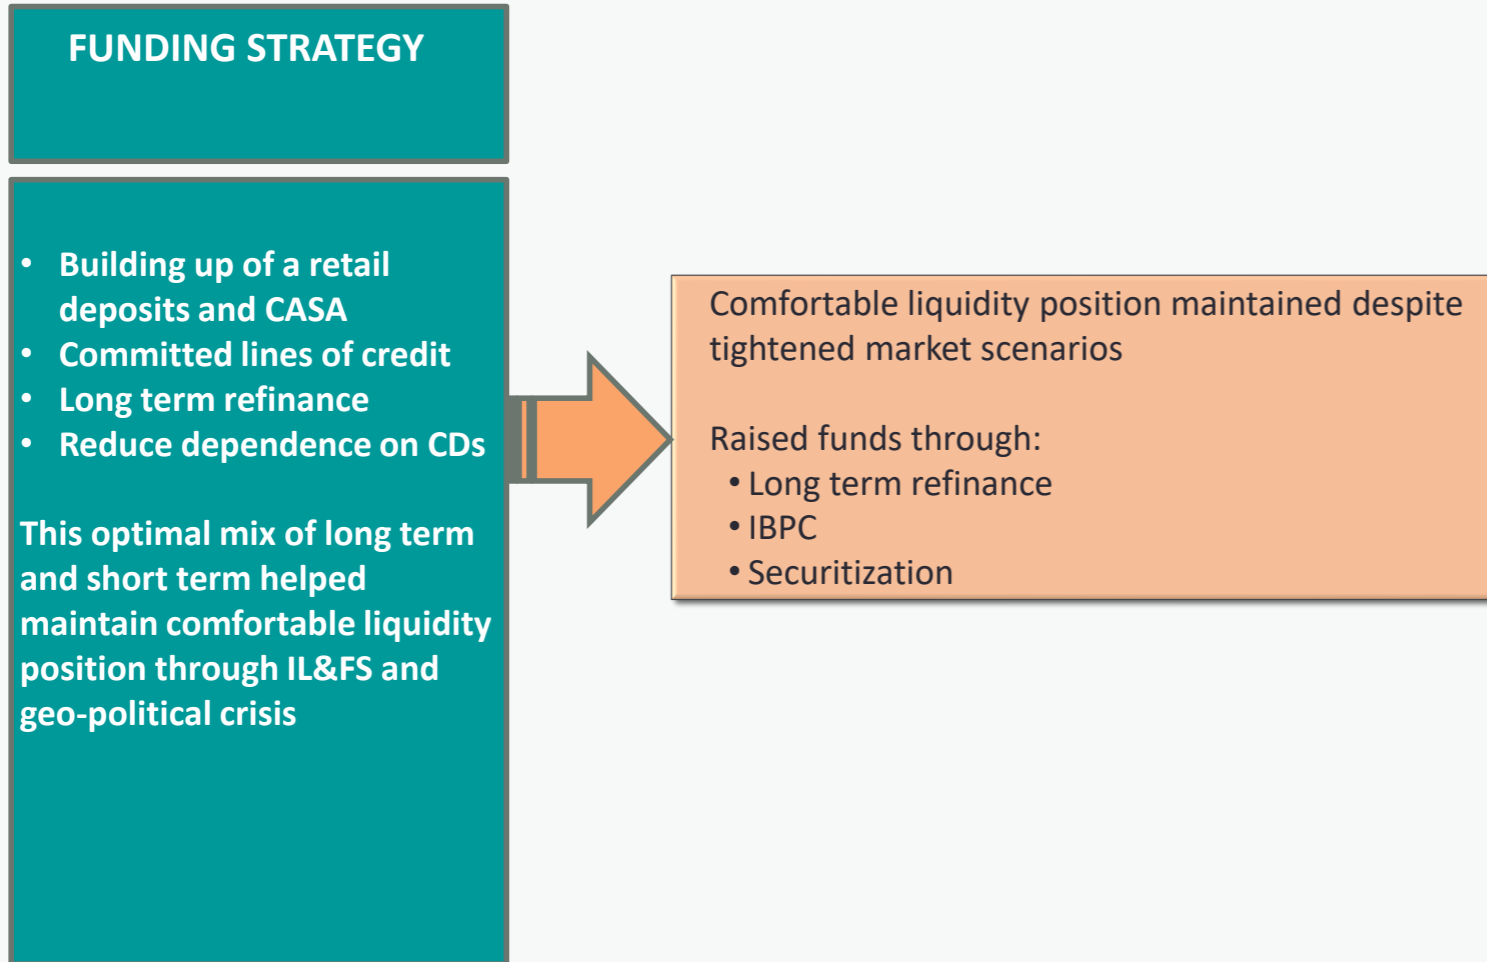 FUNDING STRATEGY
• Building up of a retail
deposits and CASA
• Committed lines of credit
• Long term refinance
• Reduce dependence on CDs
This optimal mix of long term
and short term helped
maintain comfortable liquidity
position through IL&FS and
geo-political crisis
Comfortable liquidity position maintained despite
tightened market scenarios
Raised funds through:
• Long term refinance
• IBPC
• Securitization